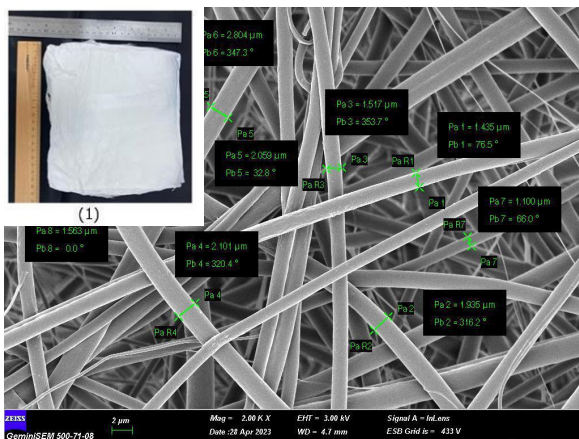 Pa 6 = 2.804 µm
Pb 6 = 347.3 °
Pa 5
Pa 3 = 1.517 µm
Pb 3 = 353.7 °
Pa 1 = 1.435 µm
Pb 1 = 76.5 °
Pa 5 = 2.059 µm
Pb 5 = 32.8 °
Pa 3
Pa R3
Pa R1
Pa 1
Pa 7 = 1.100 µm
Pb 7 = 66.0 °
Pa R7
Pa 7
(1)
Pa 8 = 1.563 µm
Pb 8 = 0.0 °
Pa 4 = 2.101 µm
Pb 4 = 320.4 °
Pa 4
Pa R4
Pa 2
Pa R2
Pa 2 = 1.935 µm
Pb 2 = 316.2 °
ZEISS
GeminiSEM 500-71-08
2 µm
Mag = 2.00 K X
EHT = 3.00 kV
Signal A = InLens
Date :28 Apr 2023
WD = 4.7 mm
ESB Grid is = 433 V